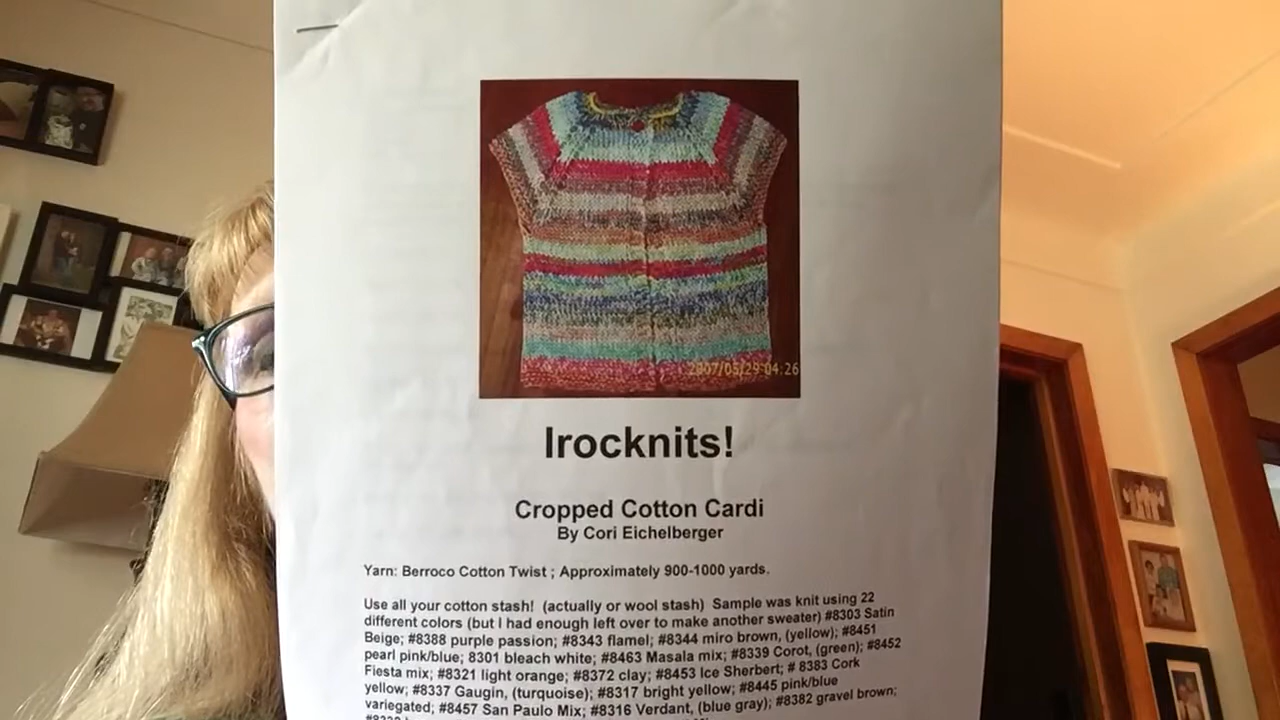 2007/05/29 04:26
Irocknits!
Cropped Cotton Cardi
By Cori Eichelberger
Yarn: Berroco Cotton Twist ; Approximately 900-1000 yards.
Use all your cotton stash! (actually or wool stash) Sample was knit using 22
different colors (but I had enough left over to make another sweater) #8303 Satin
Beige; #8388 purple passion; #8343 flamel; #8344 miro brown, (yellow); #8451
pearl pink/blue; 8301 bleach white; #8463 Masala mix; #8339 Corot, (green); #8452
Fiesta mix; #8321 light orange; #8372 clay; #8453 Ice Sherbert; # 8383 Cork
yellow; #8337 Gaugin, (turquoise); #8317 bright yellow; #8445 pink/blue
variegated; #8457 San Paulo Mix; #8316 Verdant, (blue gray); #8382 gravel brown;